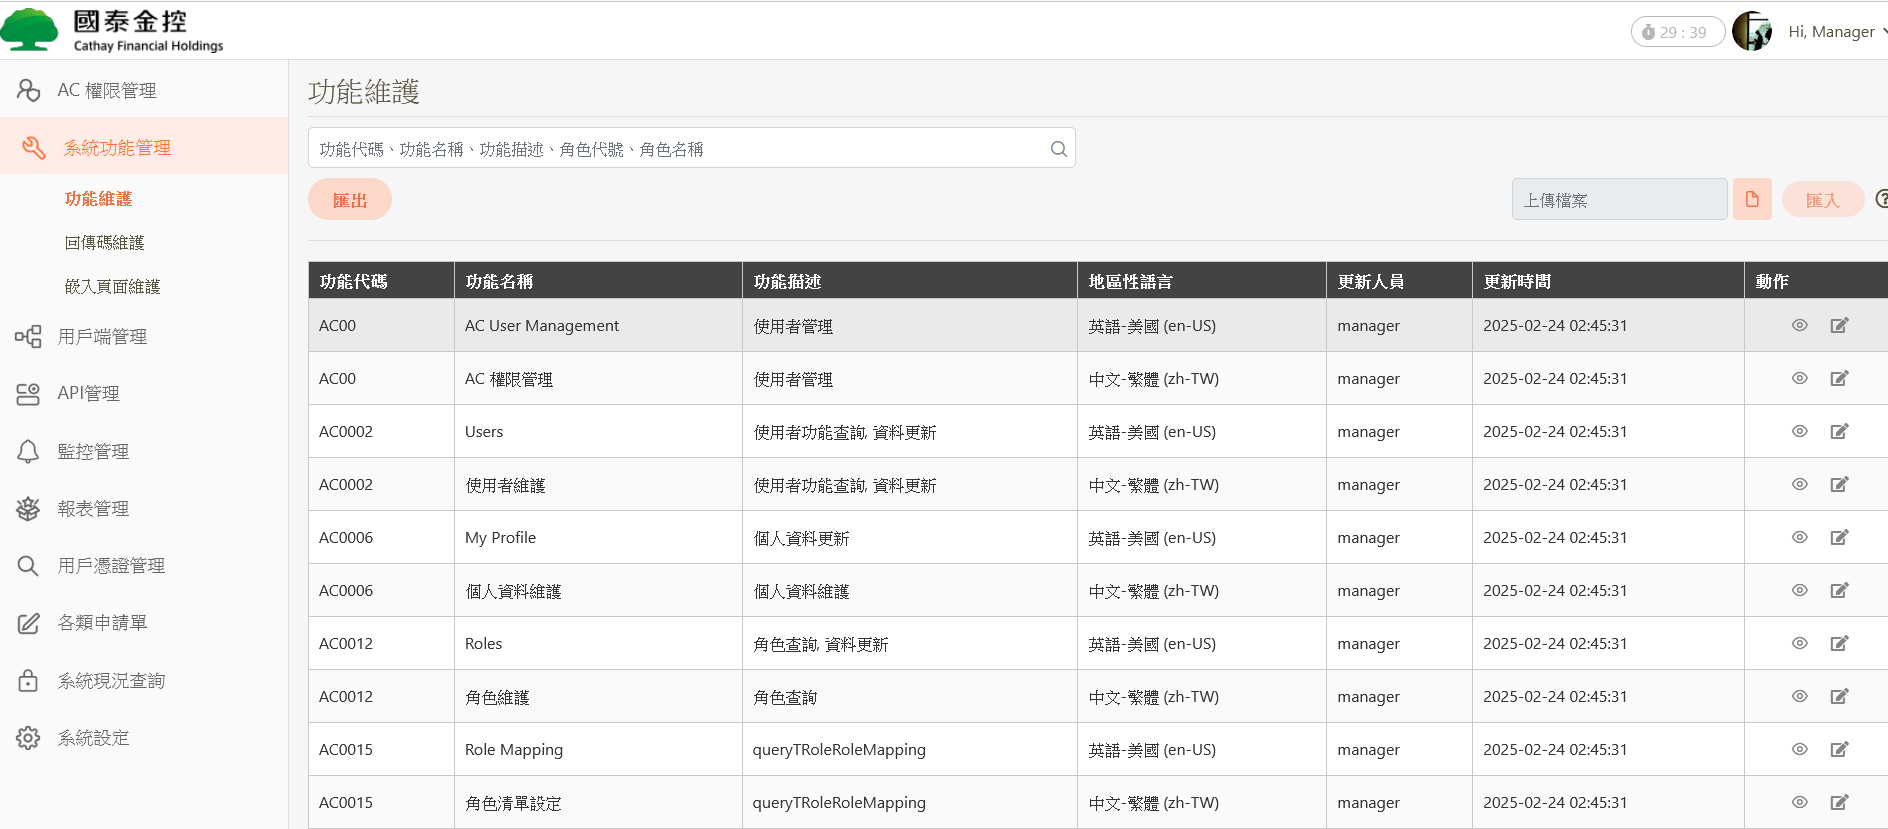 國泰金控
Cathay Financial Holdings
29 : 39
Hi, Manager
AC 權限管理
系統功能管理
功能維護
回傳碼維護
嵌入頁面維護
用戶端管理
API管理
監控管理
報表管理
用戶憑證管理
各類申請單
系統現況查詢
系統設定
功能維護
功能代碼、功能名稱、功能描述、角色代號、角色名稱
匯出
上傳檔案
匯入
功能代碼 功能名稱 功能描述 地區性語言 更新人員 更新時間 動作
AC00 AC User Management 使用者管理 英語-美國 (en-US) manager 2025-02-24 02:45:31
AC00 AC 權限管理 使用者管理 中文-繁體 (zh-TW) manager 2025-02-24 02:45:31
AC0002 Users 使用者功能查詢, 資料更新 英語-美國 (en-US) manager 2025-02-24 02:45:31
AC0002 使用者維護 使用者功能查詢, 資料更新 中文-繁體 (zh-TW) manager 2025-02-24 02:45:31
AC0006 My Profile 個人資料更新 英語-美國 (en-US) manager 2025-02-24 02:45:31
AC0006 個人資料維護 個人資料維護 中文-繁體 (zh-TW) manager 2025-02-24 02:45:31
AC0012 Roles 角色查詢, 資料更新 英語-美國 (en-US) manager 2025-02-24 02:45:31
AC0012 角色維護 角色查詢 中文-繁體 (zh-TW) manager 2025-02-24 02:45:31
AC0015 Role Mapping queryTRoleRoleMapping 英語-美國 (en-US) manager 2025-02-24 02:45:31
AC0015 角色清單設定 queryTRoleRoleMapping 中文-繁體 (zh-TW) manager 2025-02-24 02:45:31